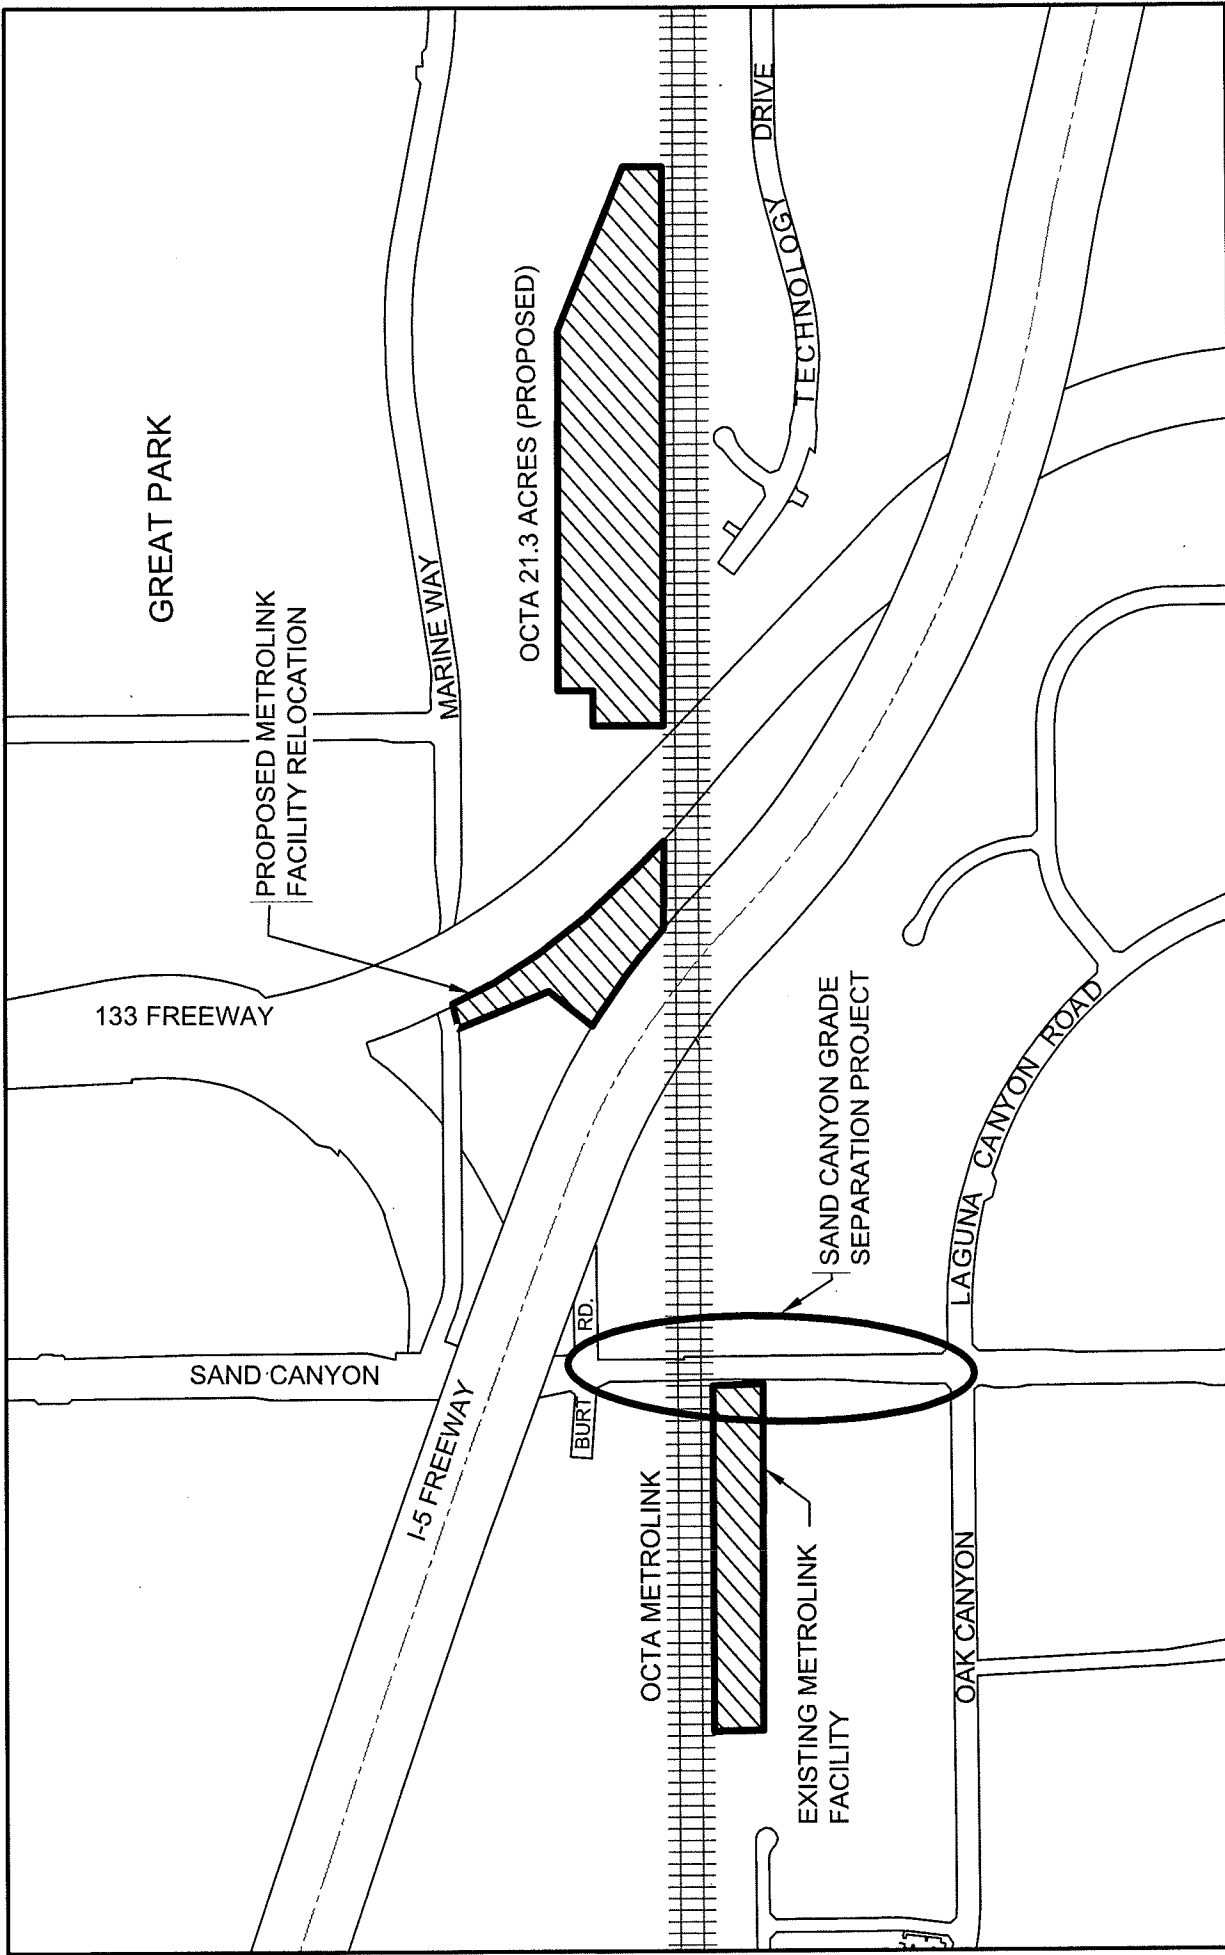 GREAT PARK
PROPOSED METROLINK
FACILITY RELOCATION
133 FREEWAY
MARINE WAY
OCTA 21.3 ACRES (PROPOSED)
TECHNOLOGY DRIVE
SAND CANYON
I-5 FREEWAY
BURT RD.
OCTA METROLINK
SAND CANYON GRADE
SEPARATION PROJECT
EXISTING METROLINK
FACILITY
LAGUNA CANYON ROAD
OAK CANYON